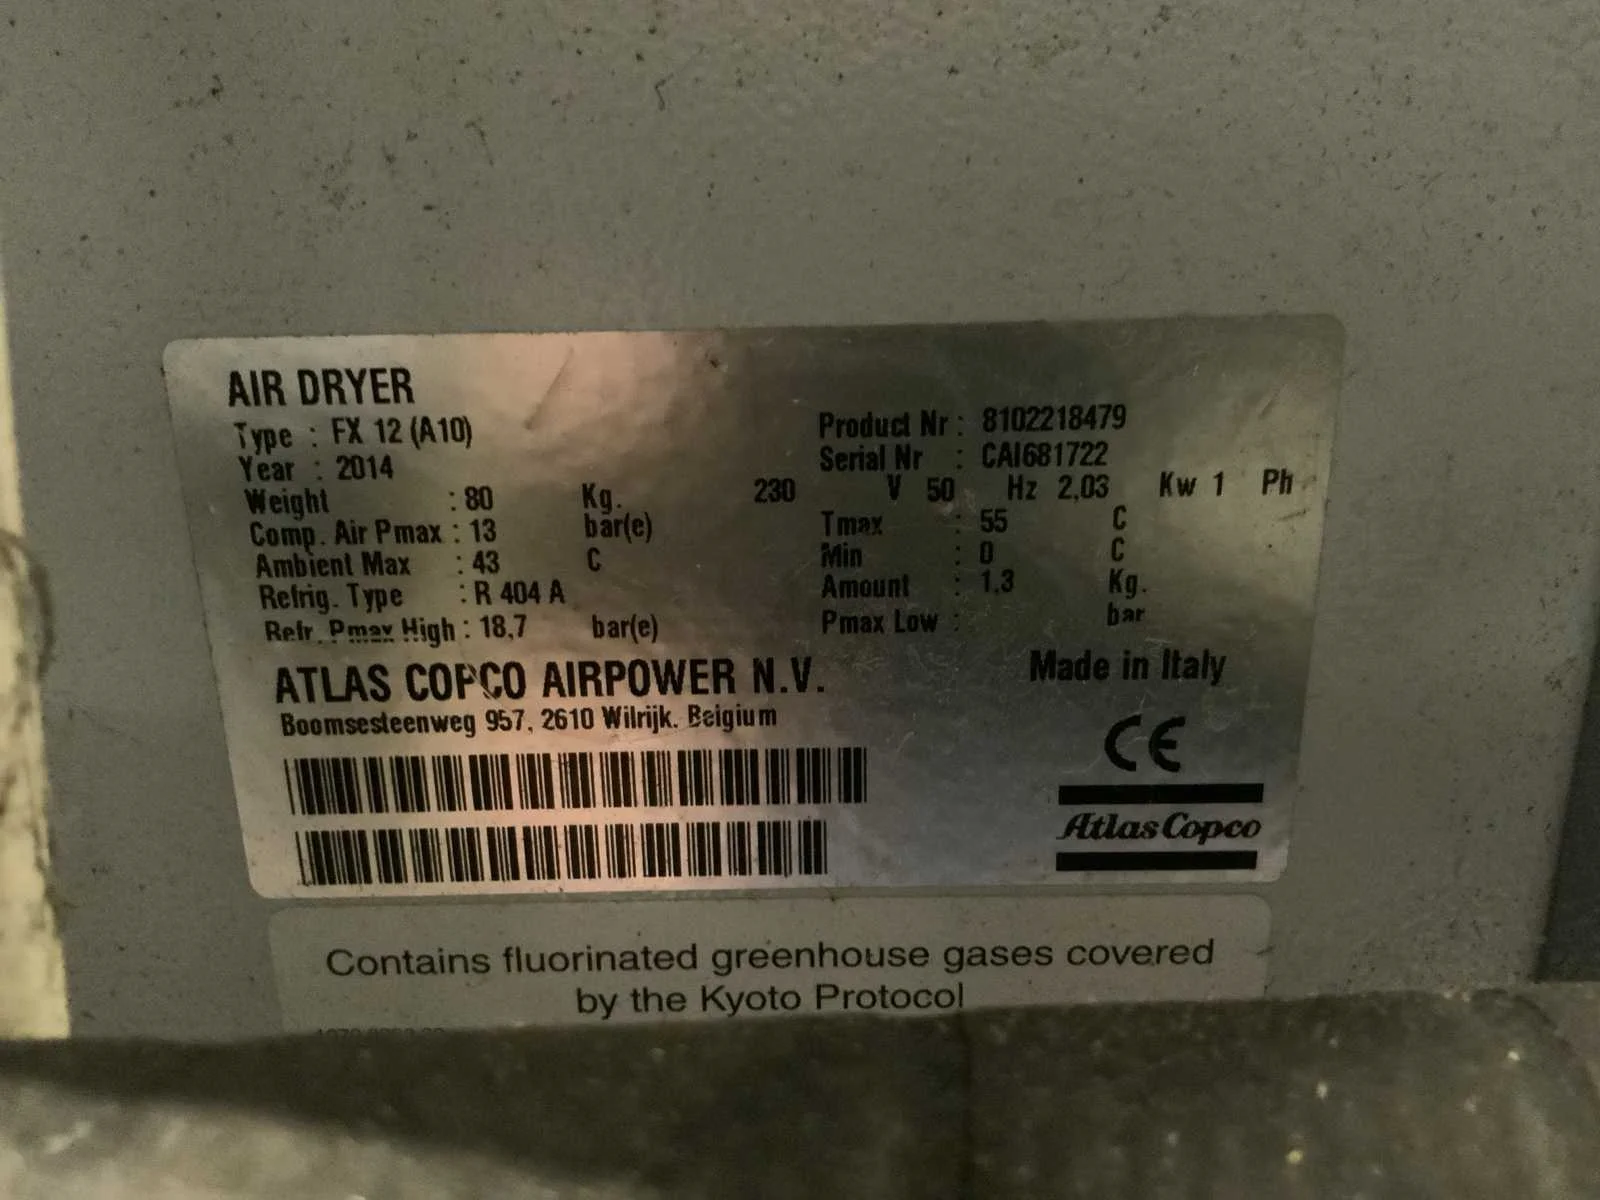 AIR DRYER
Type : FX 12 (A10)
Year : 2014
Weight : 80 Kg.
Comp. Air Pmax : 13 bar(e)
Ambient Max : 43 C
Refrig. Type : R 404 A
Refr. Pmax High : 18,7 bar(e)
Product Nr : 8102218479
Serial Nr : CAI681722
230 V 50 Hz 2,03 Kw 1 Ph
Tmax : 55 C
Min : 0 C
Amount : 1.3 Kg.
Pmax Low : bar
ATLAS COPCO AIRPOWER N.V.
Boomsesteenweg 957, 2610 Wilrijk. Belgium
Made in Italy
CE
Atlas Copco
Contains fluorinated greenhouse gases covered
by the Kyoto Protocol